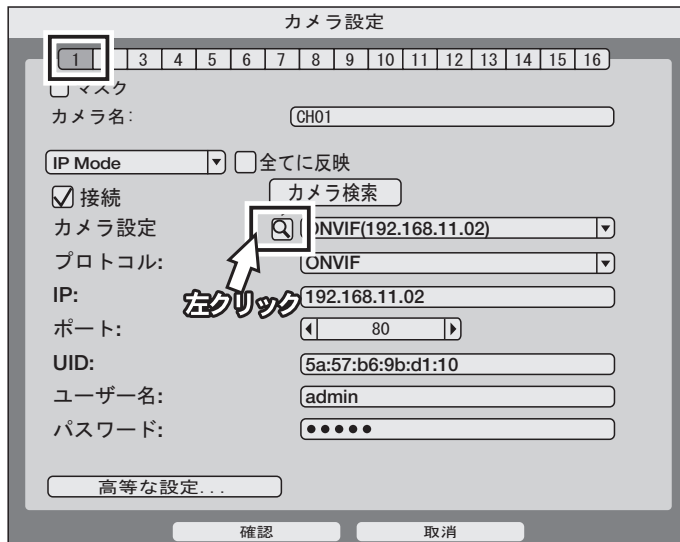 カメラ設定
1 3 4 5 6 7 8 9 10 11 12 13 14 15 16
マスク
カメラ名: CH01
IP Mode 全てに反映
接続 カメラ検索
カメラ設定 ONVIF(192.168.11.02)
プロトコル: ONVIF
左クリック
IP: 192.168.11.02
ポート: 80
UID: 5a:57:b6:9b:d1:10
ユーザー名: admin
パスワード: •••••
高等な設定...
確認 取消